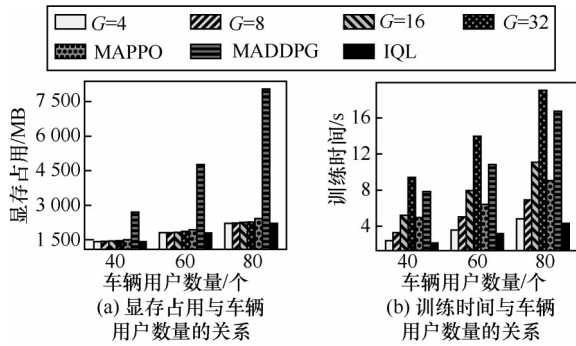 G=4 G=8 G=16 G=32
MAPPO MADDPG IQL
显存占用/MB
7 500
6 000
4 500
3 000
1 500
40 60 80
车辆用户数量/个
(a) 显存占用与车辆
用户数量的关系
训练时间/s
16
12
8
4
40 60 80
车辆用户数量/个
(b) 训练时间与车辆
用户数量的关系